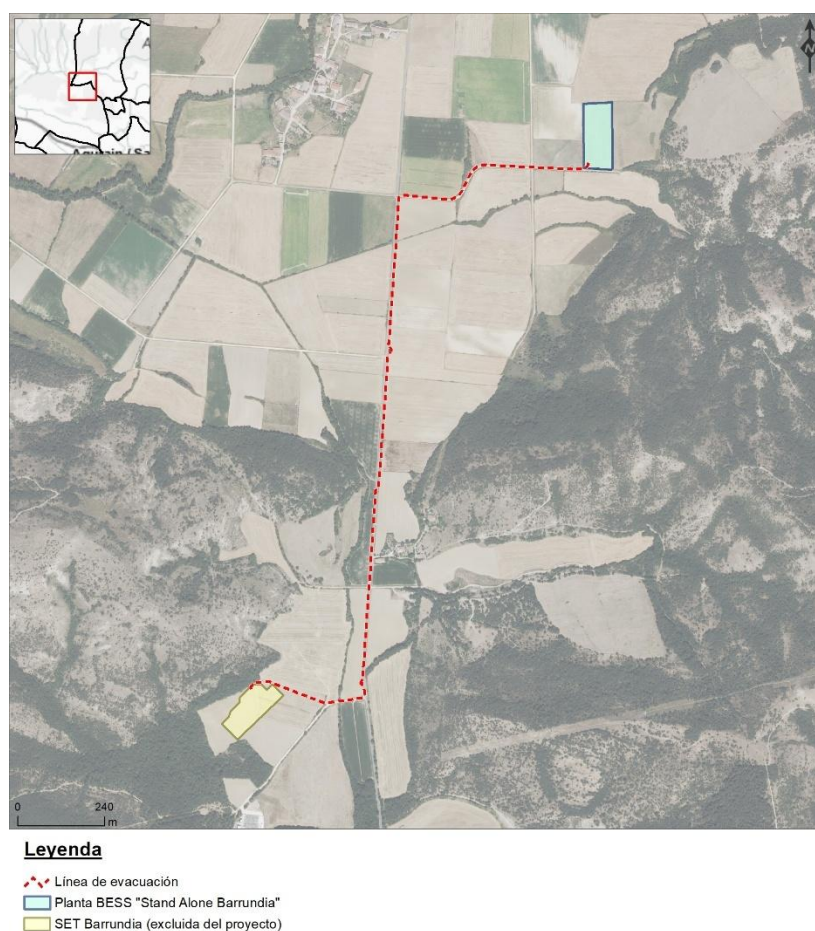 N
0
240
m
Leyenda
Línea de evacuación
Planta BESS "Stand Alone Barrundia"
SET Barrundia (excluida del proyecto)